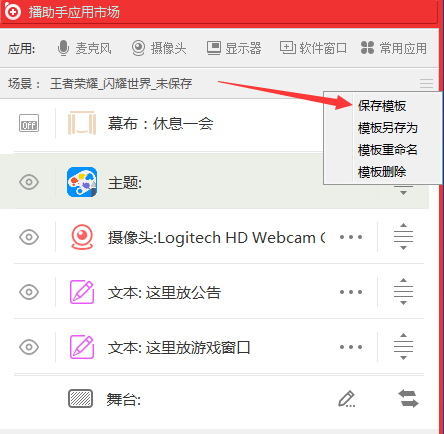 播助手应用市场
应用: 麦克风 摄像头 显示器 软件窗口 常用应用
场景： 王者荣耀_闪耀世界_未保存
保存模板
模板另存为
模板重命名
模板删除
OFF 幕布：休息一会
主题:
摄像头:Logitech HD Webcam C
文本: 这里放公告
文本: 这里放游戏窗口
舞台: